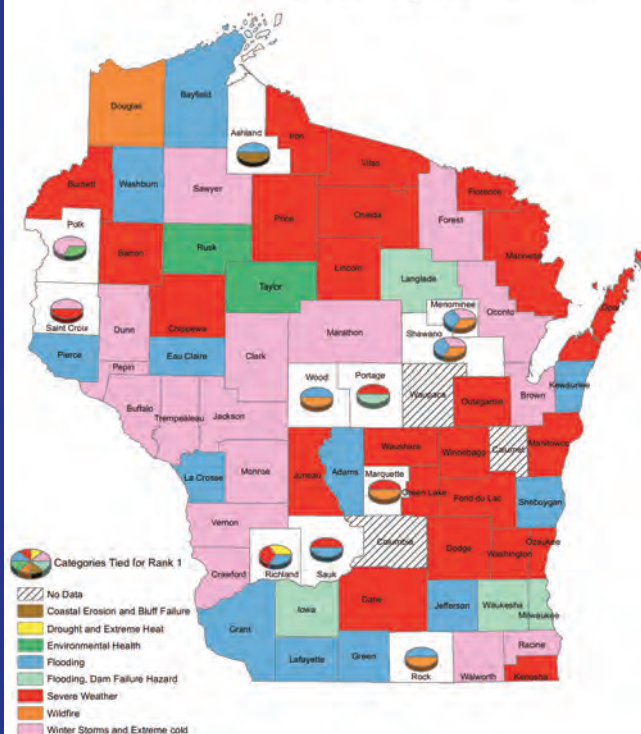 Douglas
Bayfield
Ashland
Iron
Vilas
Burnett
Washburn
Sawyer
Florence
Forest
Price
Oneida
Polk
Rusk
Marinette
Barron
Lincoln
Langlade
Taylor
Menominee
Oconto
Door
Saint Croix
Dunn
Chippewa
Marathon
Shawano
Pierce
Eau Claire
Clark
Pepin
Wood
Portage
Waupaca
Outagamie
Brown
Kewaunee
Buffalo
Trempealeau
Jackson
Manitowoc
Calumet
Waushara
Winnebago
La Crosse
Monroe
Juneau
Adams
Marquette
Green Lake
Fond du Lac
Sheboygan
Vernon
Columbia
Dodge
Washington
Ozaukee
Richland
Sauk
Crawford
Categories Tied for Rank 1
No Data
Coastal Erosion and Bluff Failure
Drought and Extreme Heat
Environmental Health
Flooding
Flooding, Dam Failure Hazard
Severe Weather
Wildfire
Winter Storms and Extreme cold
Iowa
Dane
Jefferson
Waukesha
Milwaukee
Grant
Lafayette
Green
Rock
Walworth
Racine
Kenosha